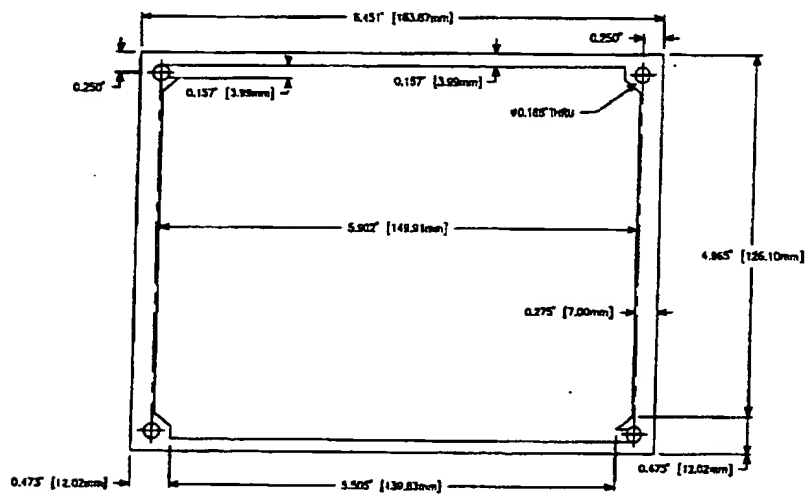 6.451" [163.87mm]
0.250"
0.250"
0.157" [3.99mm]
0.157" [3.99mm]
THRU
5.902" [149.91mm]
4.965" [126.10mm]
0.275" [7.00mm]
0.473" [12.02mm]
5.505" [139.83mm]
0.473" [12.02mm]